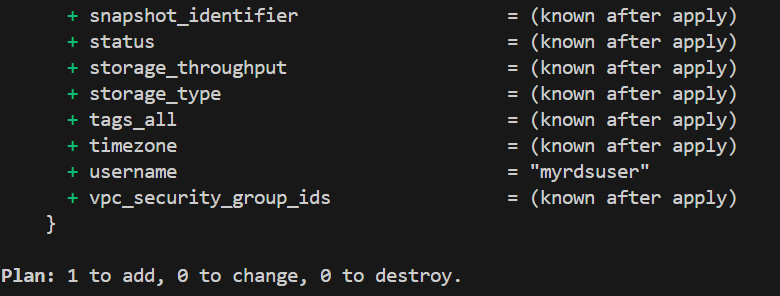 + snapshot_identifier = (known after apply)
+ status = (known after apply)
+ storage_throughput = (known after apply)
+ storage_type = (known after apply)
+ tags_all = (known after apply)
+ timezone = (known after apply)
+ username = "myrdsuser"
+ vpc_security_group_ids = (known after apply)
}
Plan: 1 to add, 0 to change, 0 to destroy.